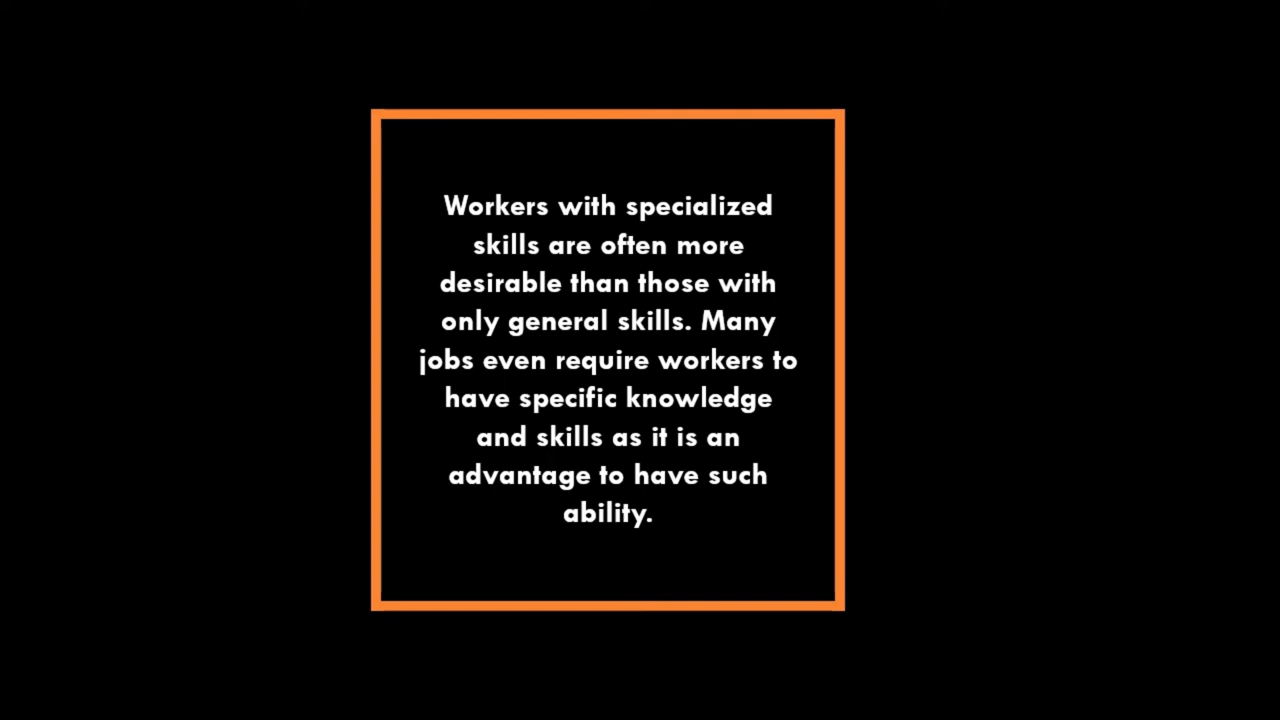 Workers with specialized
skills are often more
desirable than those with
only general skills. Many
jobs even require workers to
have specific knowledge
and skills as it is an
advantage to have such
ability.